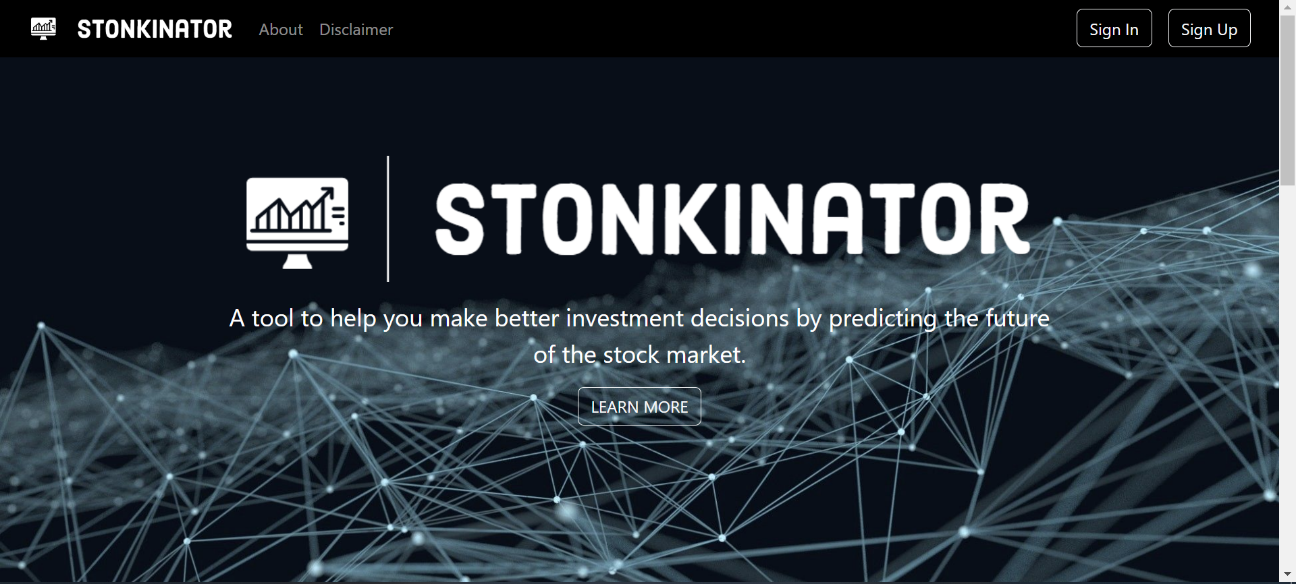 STONKINATOR About Disclaimer Sign In Sign Up
STONKINATOR
A tool to help you make better investment decisions by predicting the future
of the stock market.
LEARN MORE